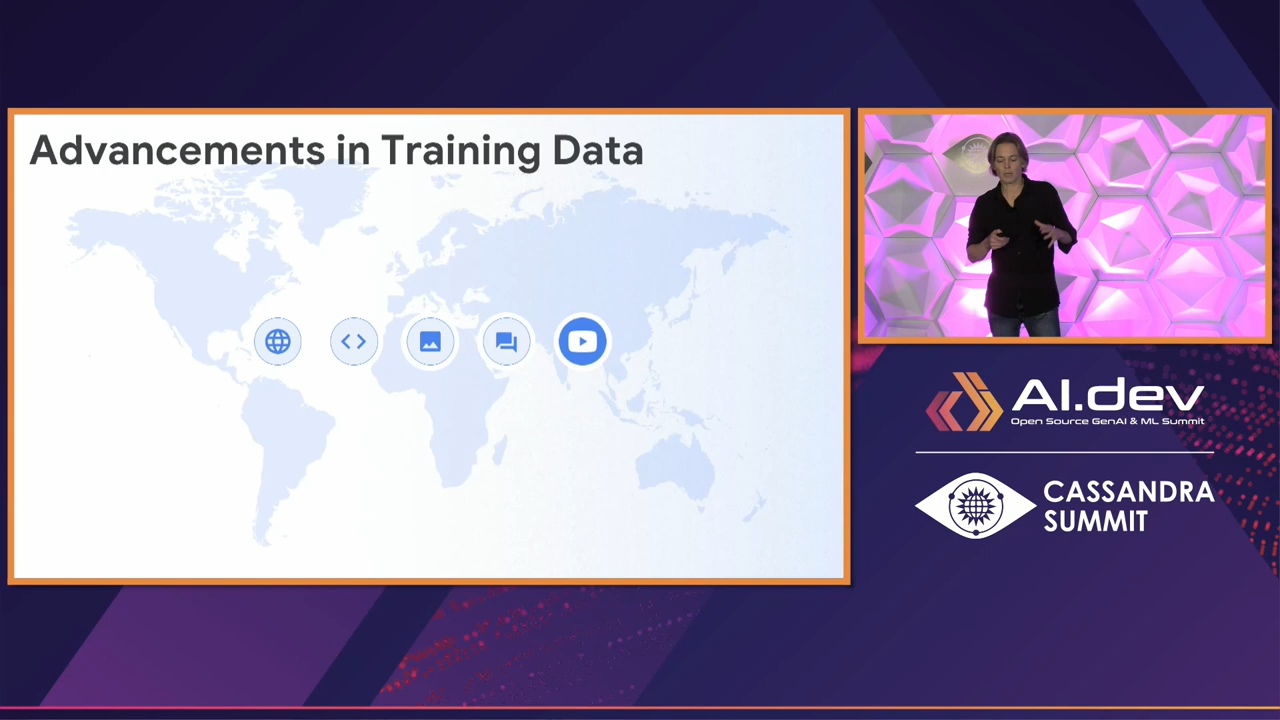 Advancements in Training Data
AI.dev
Open Source GenAI & ML Summit
CASSANDRA
SUMMIT